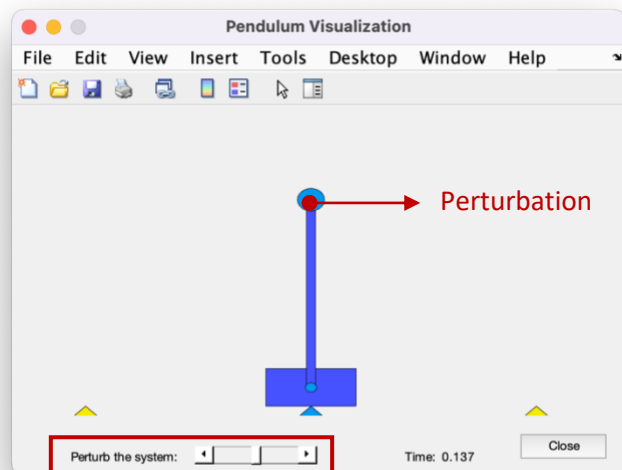 Pendulum Visualization
File Edit View Insert Tools Desktop Window Help
Perturbation
Perturb the system:
Time: 0.137
Close